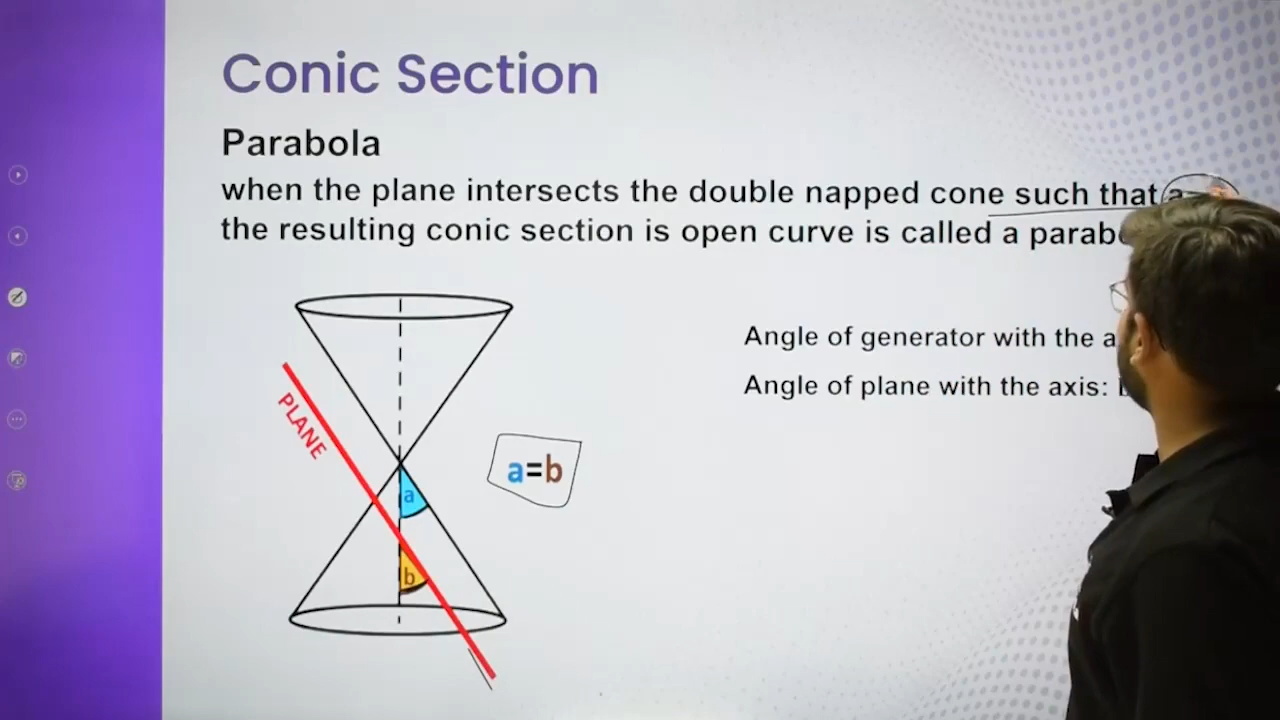 Conic Section
Parabola
when the plane intersects the double napped cone such that a
the resulting conic section is open curve is called a
Angle of generator with the
Angle of plane with the axis:
PLANE
a
a=b
b